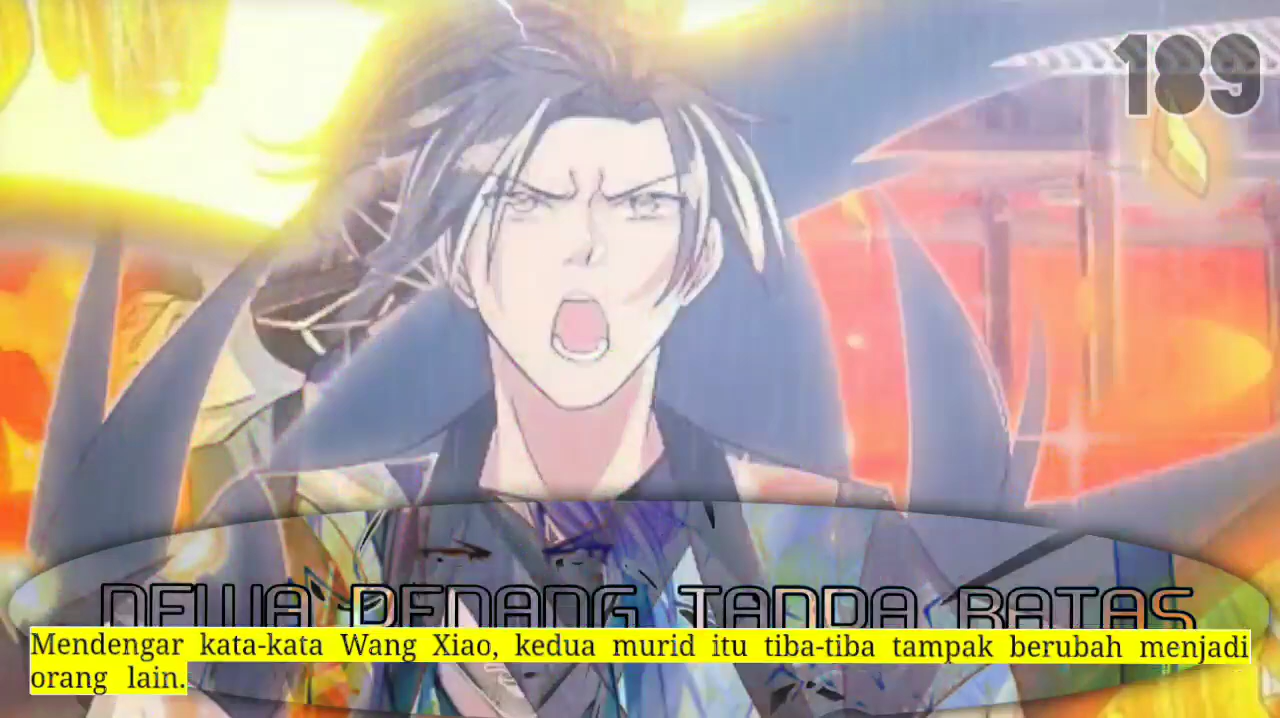 189
DEWA PEDANG TANPA BATAS
Mendengar kata-kata Wang Xiao, kedua murid itu tiba-tiba tampak berubah menjadi
orang lain.